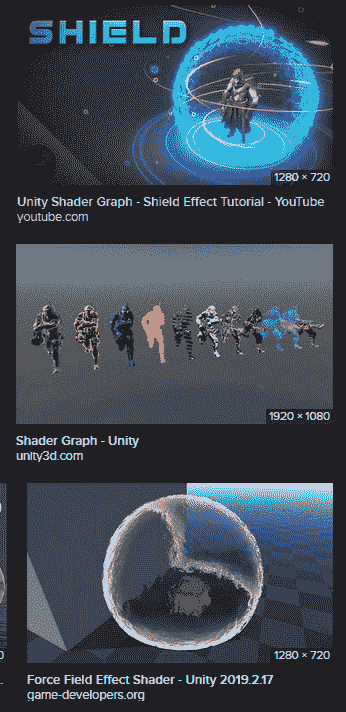 SHIELD
1280 × 720
Unity Shader Graph - Shield Effect Tutorial - YouTube
youtube.com
1920 × 1080
Shader Graph - Unity
unity3d.com
1280 × 720
Force Field Effect Shader - Unity 2019.2.17
game-developers.org